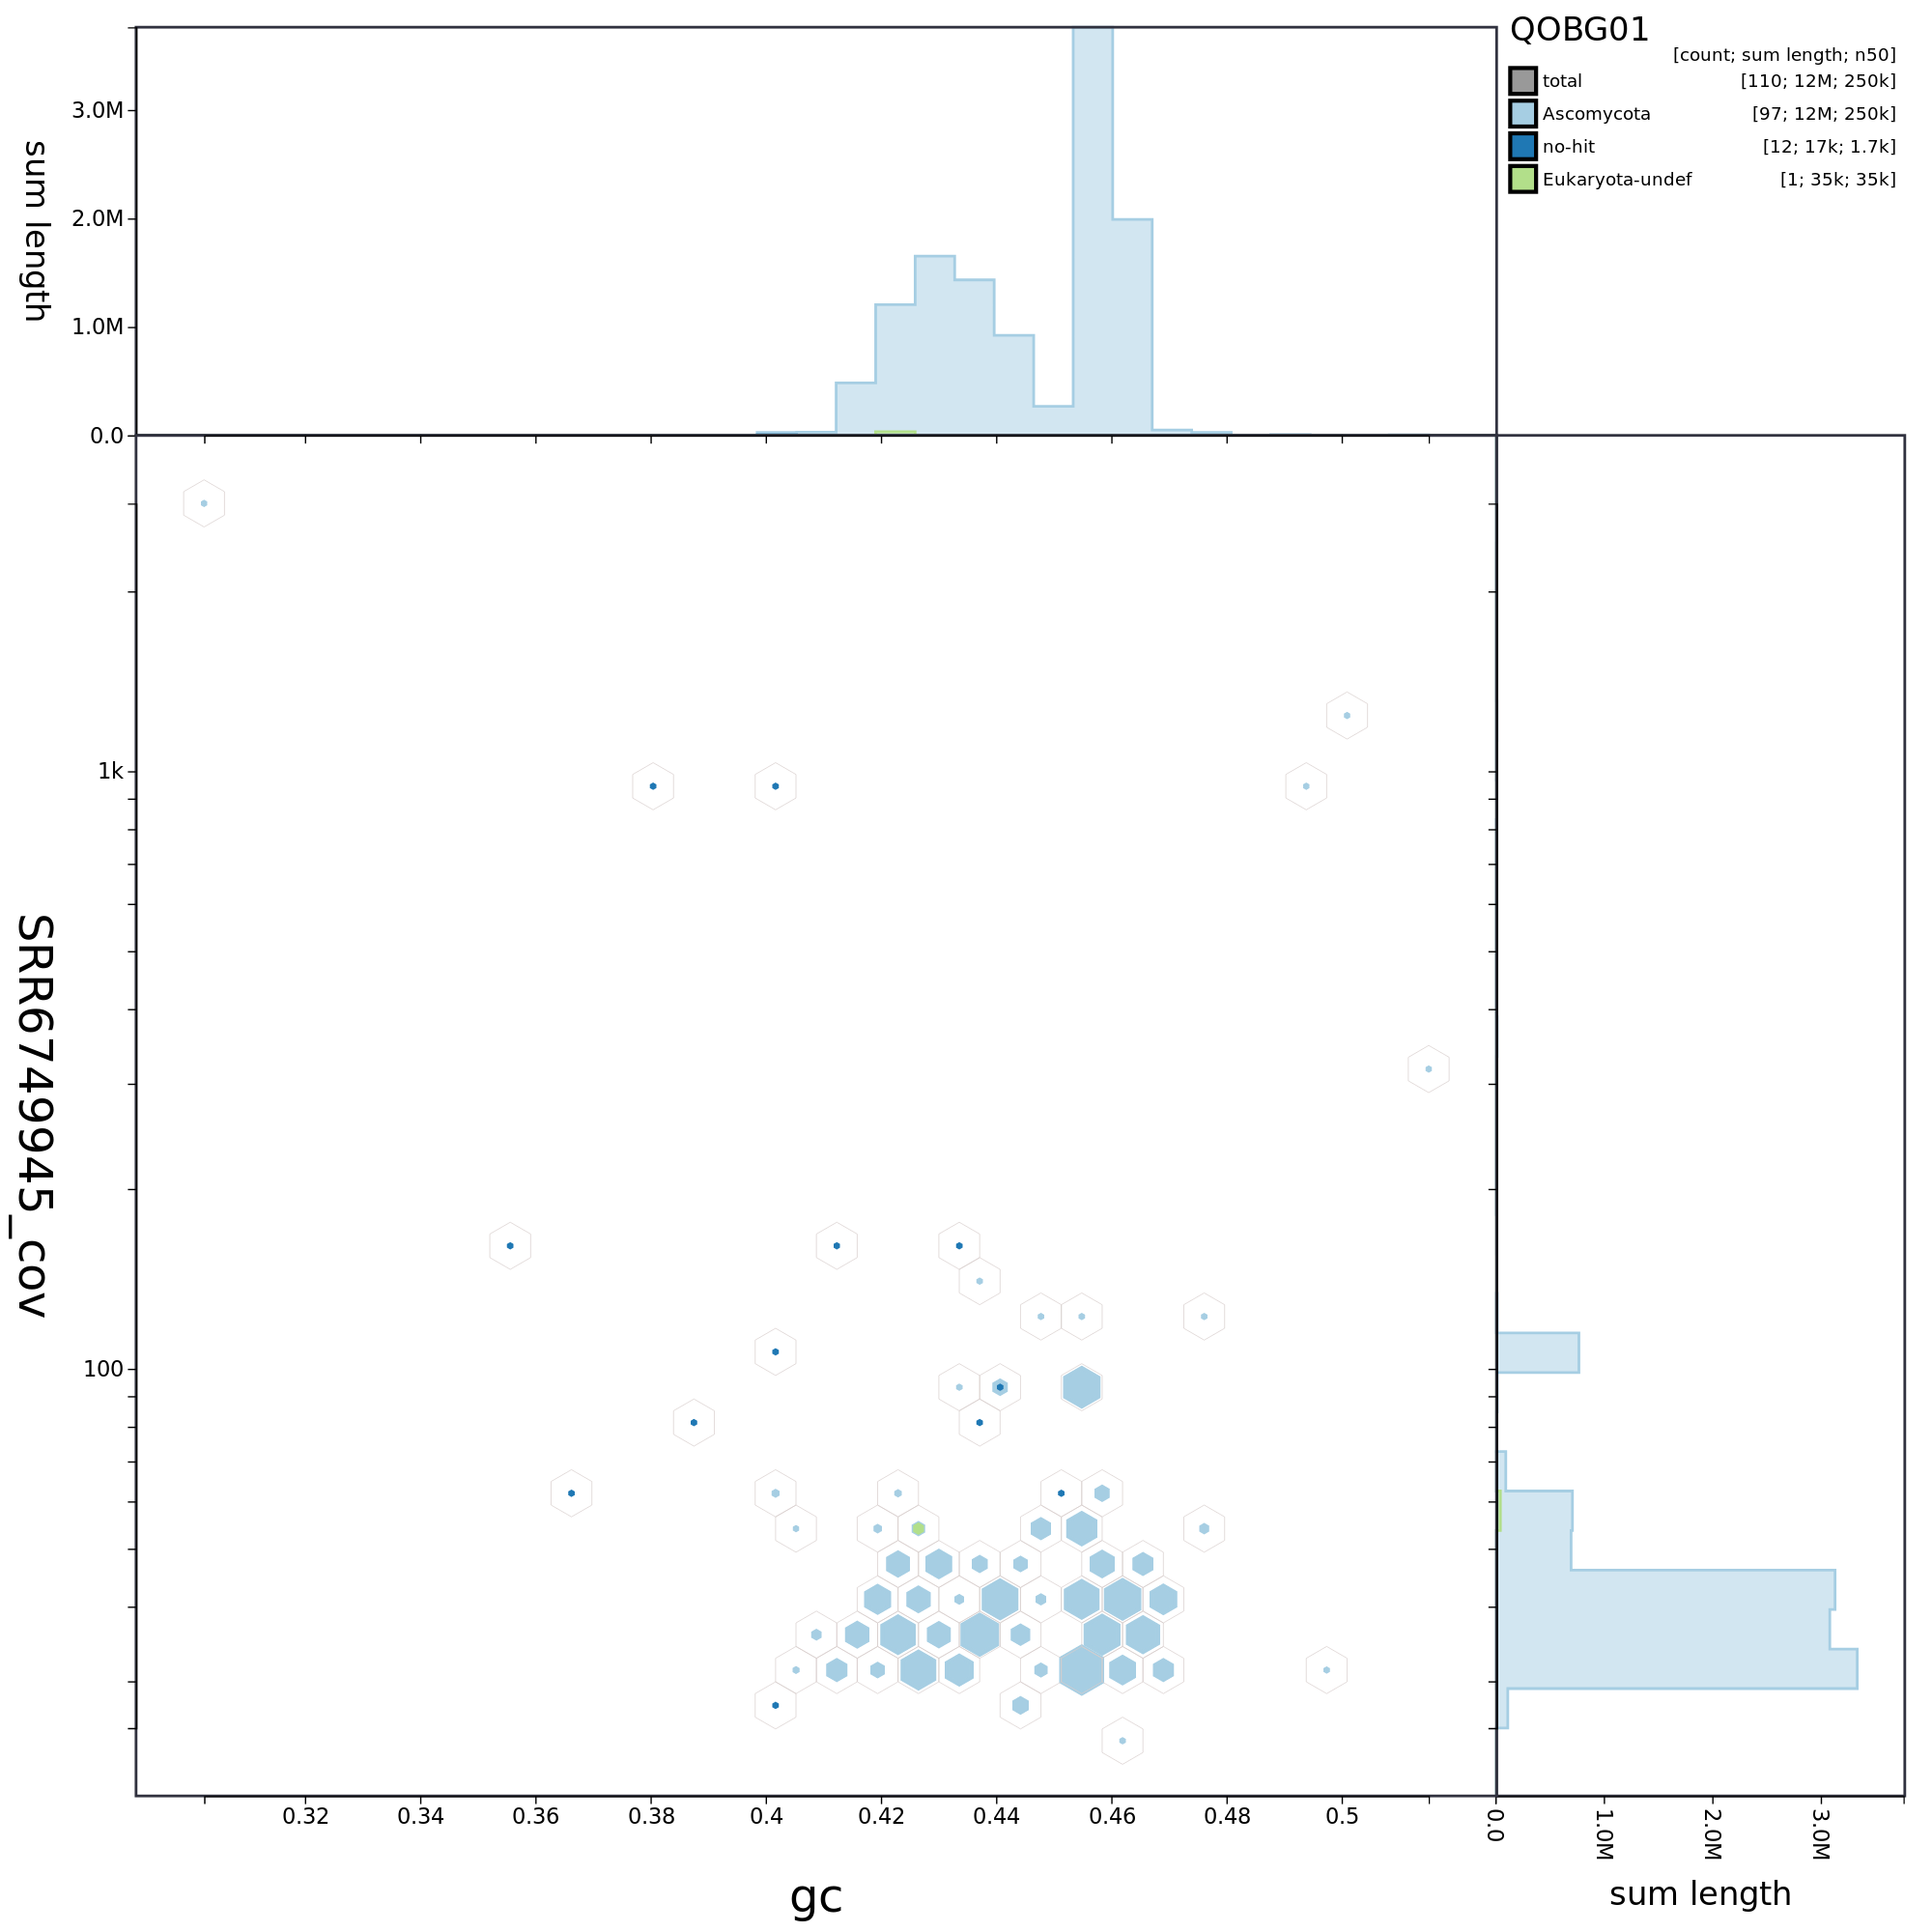 QOBG01
[count; sum length; n50]
total [110; 12M; 250k]
Ascomycota [97; 12M; 250k]
no-hit [12; 17k; 1.7k]
Eukaryota-undef [1; 35k; 35k]
sum length
3.0M
2.0M
1.0M
0.0
SRR6749945_cov
1k
100
0.32 0.34 0.36 0.38 0.4 0.42 0.44 0.46 0.48 0.5
gc
0.0 1.0M 2.0M 3.0M
sum length